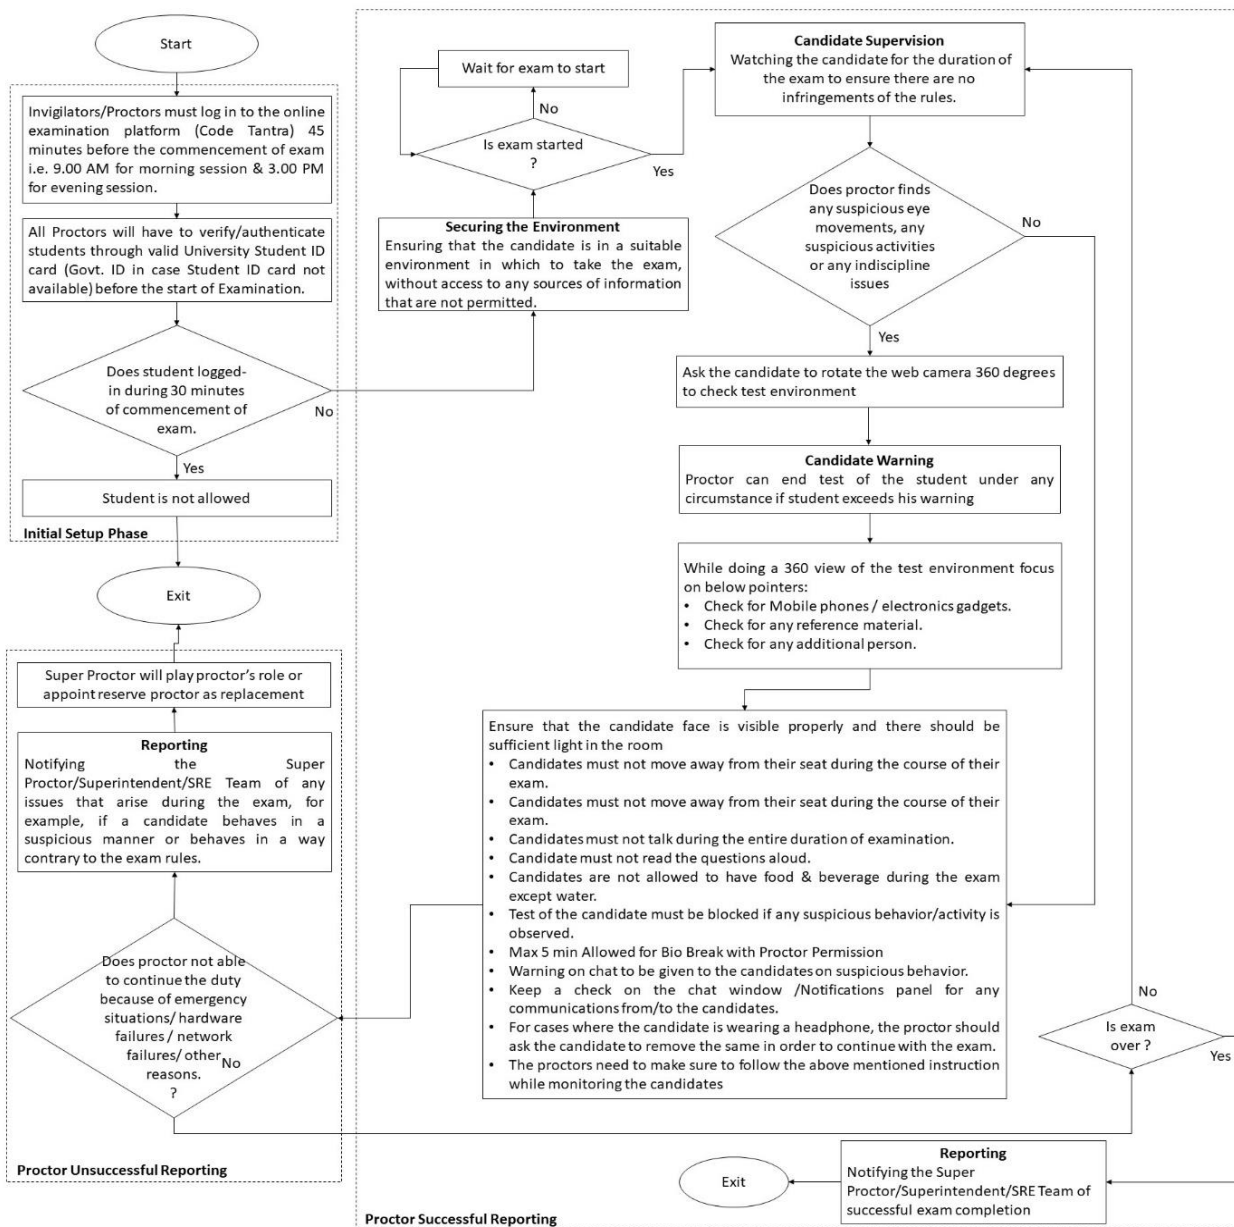 Start
Invigilators/Proctors must log in to the online
examination platform (Code Tantra) 45
minutes before the commencement of exam
i.e. 9.00 AM for morning session & 3.00 PM
for evening session.
All Proctors will have to verify/authenticate
students through valid University Student ID
card (Govt. ID in case Student ID card not
available) before the start of Examination.
Does student logged-
in during 30 minutes
of commencement of
exam.
No
Yes
Student is not allowed
Initial Setup Phase
Exit
Super Proctor will play proctor's role or
appoint reserve proctor as replacement
Reporting
Notifying the Super
Proctor/Superintendent/SRE Team of any
issues that arise during the exam, for
example, if a candidate behaves in a
suspicious manner or behaves in a way
contrary to the exam rules.
Does proctor not able
to continue the duty
because of emergency
situations/ hardware
failures / network
failures/ other
reasons.
?
No
Proctor Unsuccessful Reporting
Wait for exam to start
No
Is exam started
?
Yes
Securing the Environment
Ensuring that the candidate is in a suitable
environment in which to take the exam,
without access to any sources of information
that are not permitted.
Candidate Supervision
Watching the candidate for the duration of
the exam to ensure there are no
infringements of the rules.
Does proctor finds
any suspicious eye
movements, any
suspicious activities
or any indiscipline
issues
No
Yes
Ask the candidate to rotate the web camera 360 degrees
to check test environment
Candidate Warning
Proctor can end test of the student under any
circumstance if student exceeds his warning
While doing a 360 view of the test environment focus
on below pointers:
• Check for Mobile phones / electronics gadgets.
• Check for any reference material.
• Check for any additional person.
Ensure that the candidate face is visible properly and there should be
sufficient light in the room
• Candidates must not move away from their seat during the course of their
exam.
• Candidates must not move away from their seat during the course of their
exam.
• Candidates must not talk during the entire duration of examination.
• Candidate must not read the questions aloud.
• Candidates are not allowed to have food & beverage during the exam
except water.
• Test of the candidate must be blocked if any suspicious behavior/activity is
observed.
• Max 5 min Allowed for Bio Break with Proctor Permission
• Warning on chat to be given to the candidates on suspicious behavior.
• Keep a check on the chat window /Notifications panel for any
communications from/to the candidates.
• For cases where the candidate is wearing a headphone, the proctor should
ask the candidate to remove the same in order to continue with the exam.
• The proctors need to make sure to follow the above mentioned instruction
while monitoring the candidates
No
Is exam
over ?
Yes
Reporting
Notifying the Super
Proctor/Superintendent/SRE Team of
successful exam completion
Exit
Proctor Successful Reporting